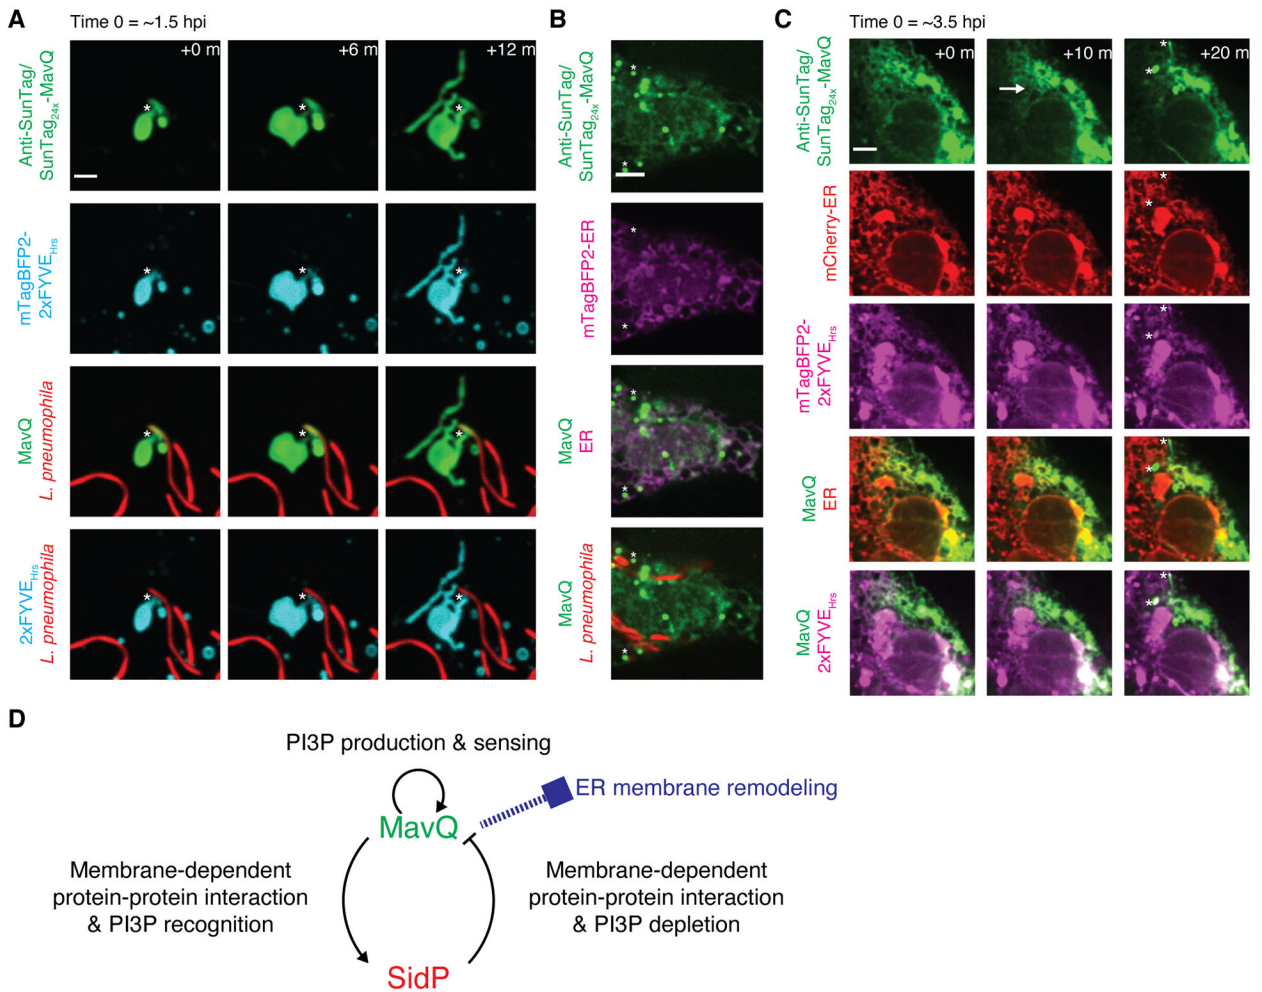 A
Time 0 = ~1.5 hpi
+0 m
+6 m
+12 m
Anti-SunTag/
SunTag24x-MavQ
*
*
*
mTagBFP2-
2xFYVEHrs
*
*
*
MavQ
L. pneumophila
*
*
*
2xFYVEHrs
L. pneumophila
*
*
*
B
Anti-SunTag/
SunTag24x-MavQ
*
*
mTagBFP2-ER
*
*
MavQ
ER
*
*
MavQ
L. pneumophila
*
*
C
Time 0 = ~3.5 hpi
+0 m
+10 m
+20 m
Anti-SunTag/
SunTag24x-MavQ
*
*
mCherry-ER
*
*
mTagBFP2-
2xFYVEHrs
*
*
MavQ
ER
*
*
MavQ
2xFYVEHrs
*
*
D
PI3P production & sensing
ER membrane remodeling
MavQ
Membrane-dependent
protein-protein interaction
& PI3P recognition
Membrane-dependent
protein-protein interaction
& PI3P depletion
SidP